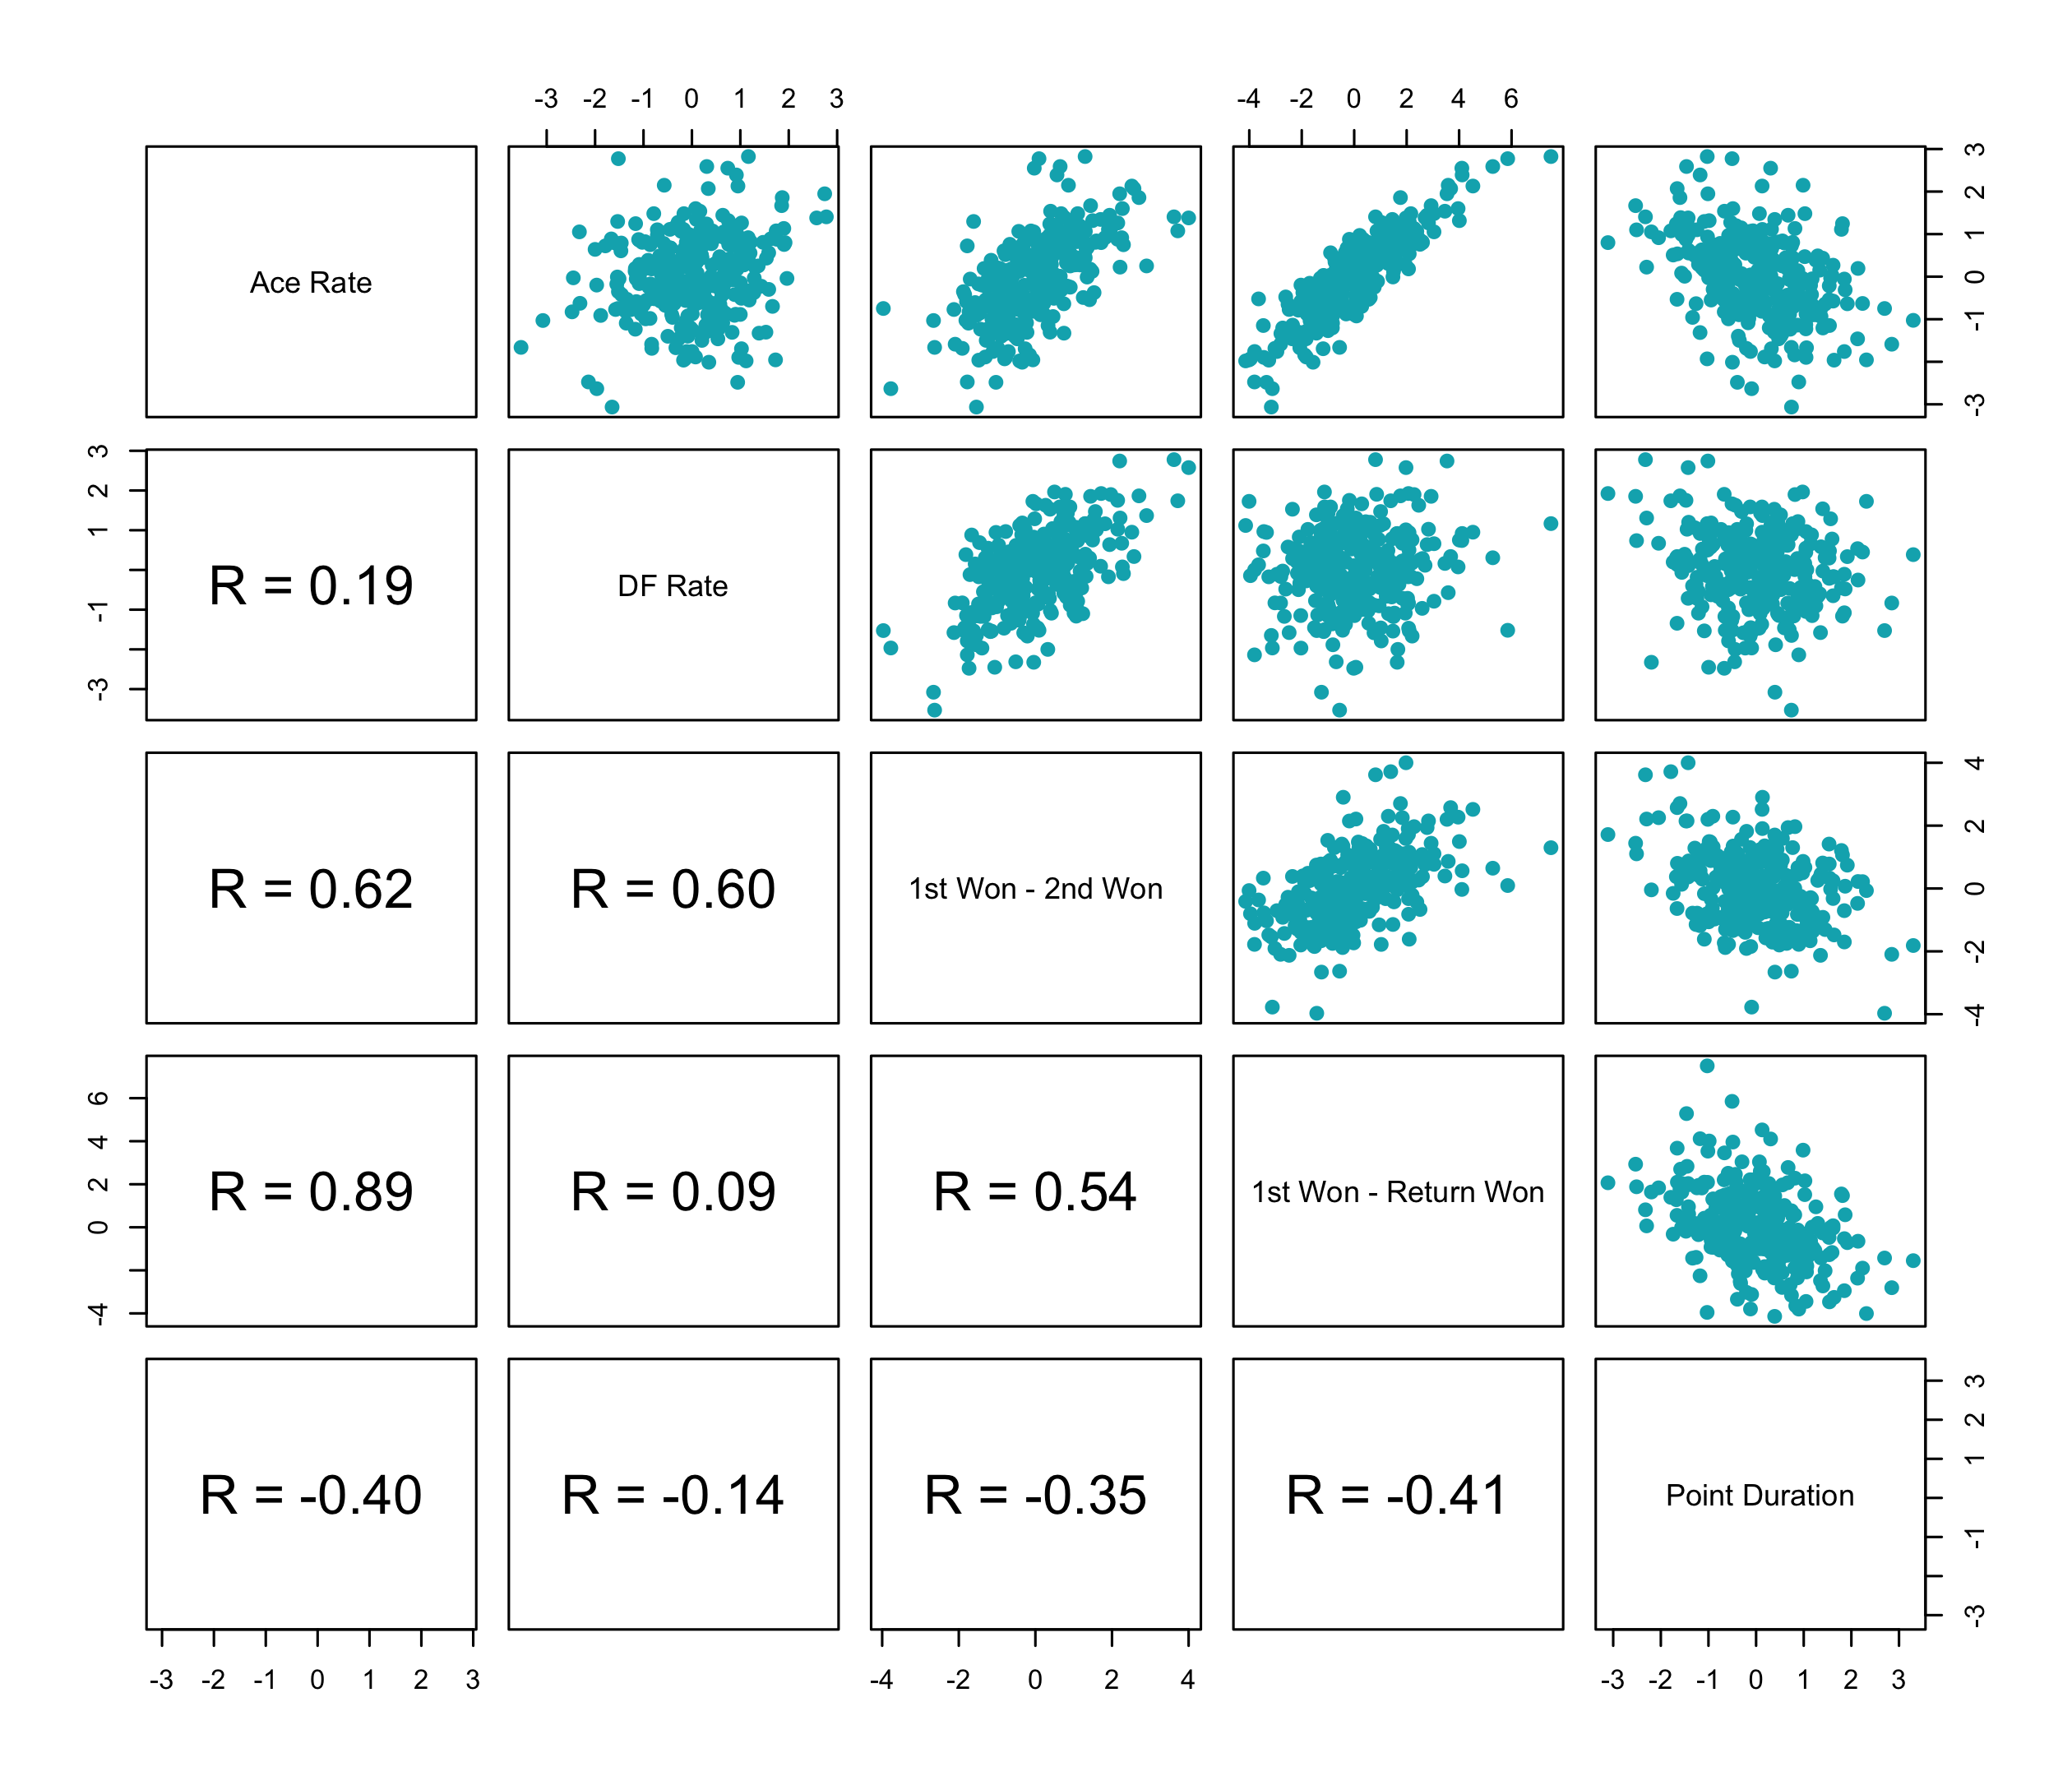 -3 -2 -1 0 1 2 3
-4 -2 0 2 4 6
Ace Rate
3 2 1 0 -1 -3
3 2 1 -1 -3
R = 0.19
DF Rate
R = 0.62
R = 0.60
1st Won - 2nd Won
4 2 0 -2 -4
6 4 2 0 -4
R = 0.89
R = 0.09
R = 0.54
1st Won - Return Won
R = -0.40
R = -0.14
R = -0.35
R = -0.41
Point Duration
3 2 1 -1 -3
-3 -2 -1 0 1 2 3
-4 -2 0 2 4
-3 -2 -1 0 1 2 3